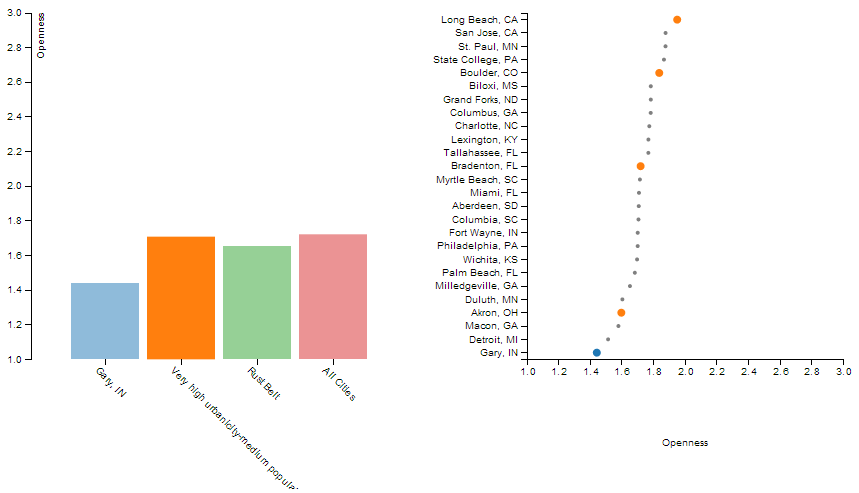 3.0
2.8
2.6
2.4
2.2
2.0
1.8
1.6
1.4
1.2
1.0
Openness
Gary, IN
Very high urbanicity-medium popula
Rust Belt
All Cities
Long Beach, CA
San Jose, CA
St. Paul, MN
State College, PA
Boulder, CO
Biloxi, MS
Grand Forks, ND
Columbus, GA
Charlotte, NC
Lexington, KY
Tallahassee, FL
Bradenton, FL
Myrtle Beach, SC
Miami, FL
Aberdeen, SD
Columbia, SC
Fort Wayne, IN
Philadelphia, PA
Wichita, KS
Palm Beach, FL
Milledgeville, GA
Duluth, MN
Akron, OH
Macon, GA
Detroit, MI
Gary, IN
1.0 1.2 1.4 1.6 1.8 2.0 2.2 2.4 2.6 2.8 3.0
Openness